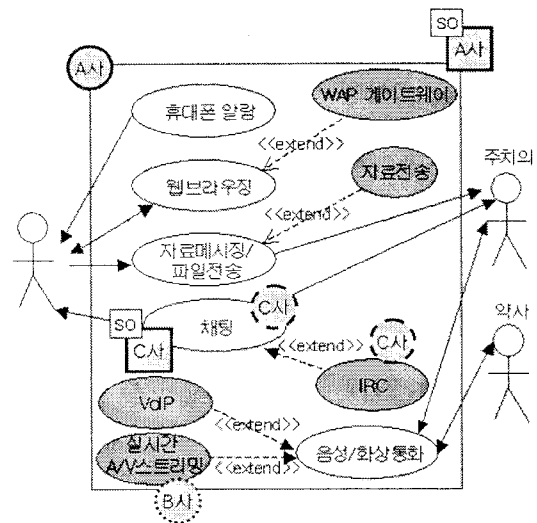 SO
A사
A사
WAP 게이트웨이
휴대폰 알람
<<extend>>
주치의
자료전송
웹브라우징
<<extend>>
자료메시징/
파일전송
C사
약사
SO
채팅
C사
<<extend>>
C사
IRC
VoIP
<<extend>>
실시간
A/V스트리밍
<<extend>>
음성/화상통화
B사